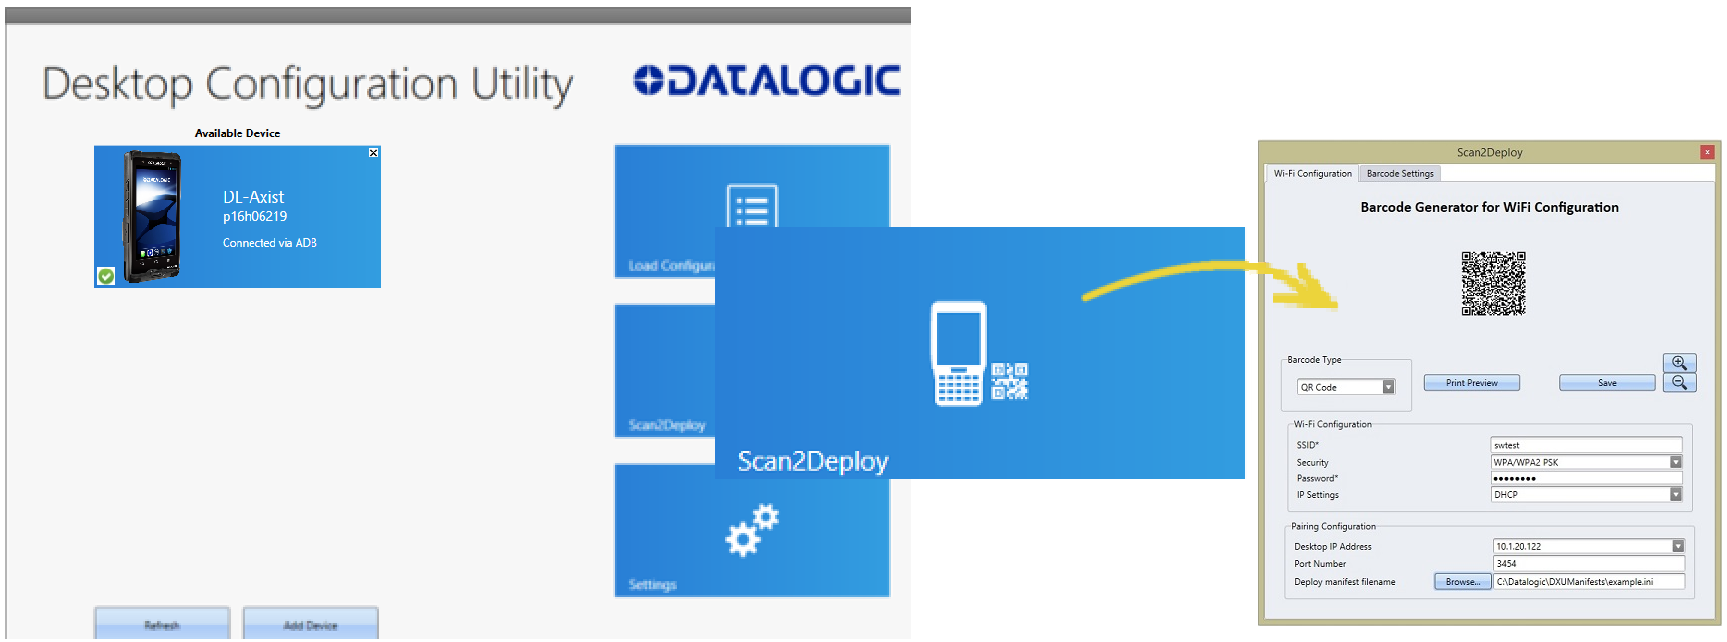 Desktop Configuration Utility
DATALOGIC
Available Device
DL-Axist
p16h06219
Connected via ADB
Load
Scan2Deploy
Scan2Deploy
Settings
Refresh
Add Device
Scan2Deploy
Wi-Fi Configuration
Barcode Settings
Barcode Generator for WiFi Configuration
Barcode Type
QR Code
Print Preview
Save
Wi-Fi Configuration
SSID*
swtest
Security
WPA/WPA2 PSK
Password*
IP Settings
DHCP
Pairing Configuration
Desktop IP Address
10.1.20.122
Port Number
3454
Deploy manifest filename
Browse...
C:\Datalogic\DXUManifests\example.ini